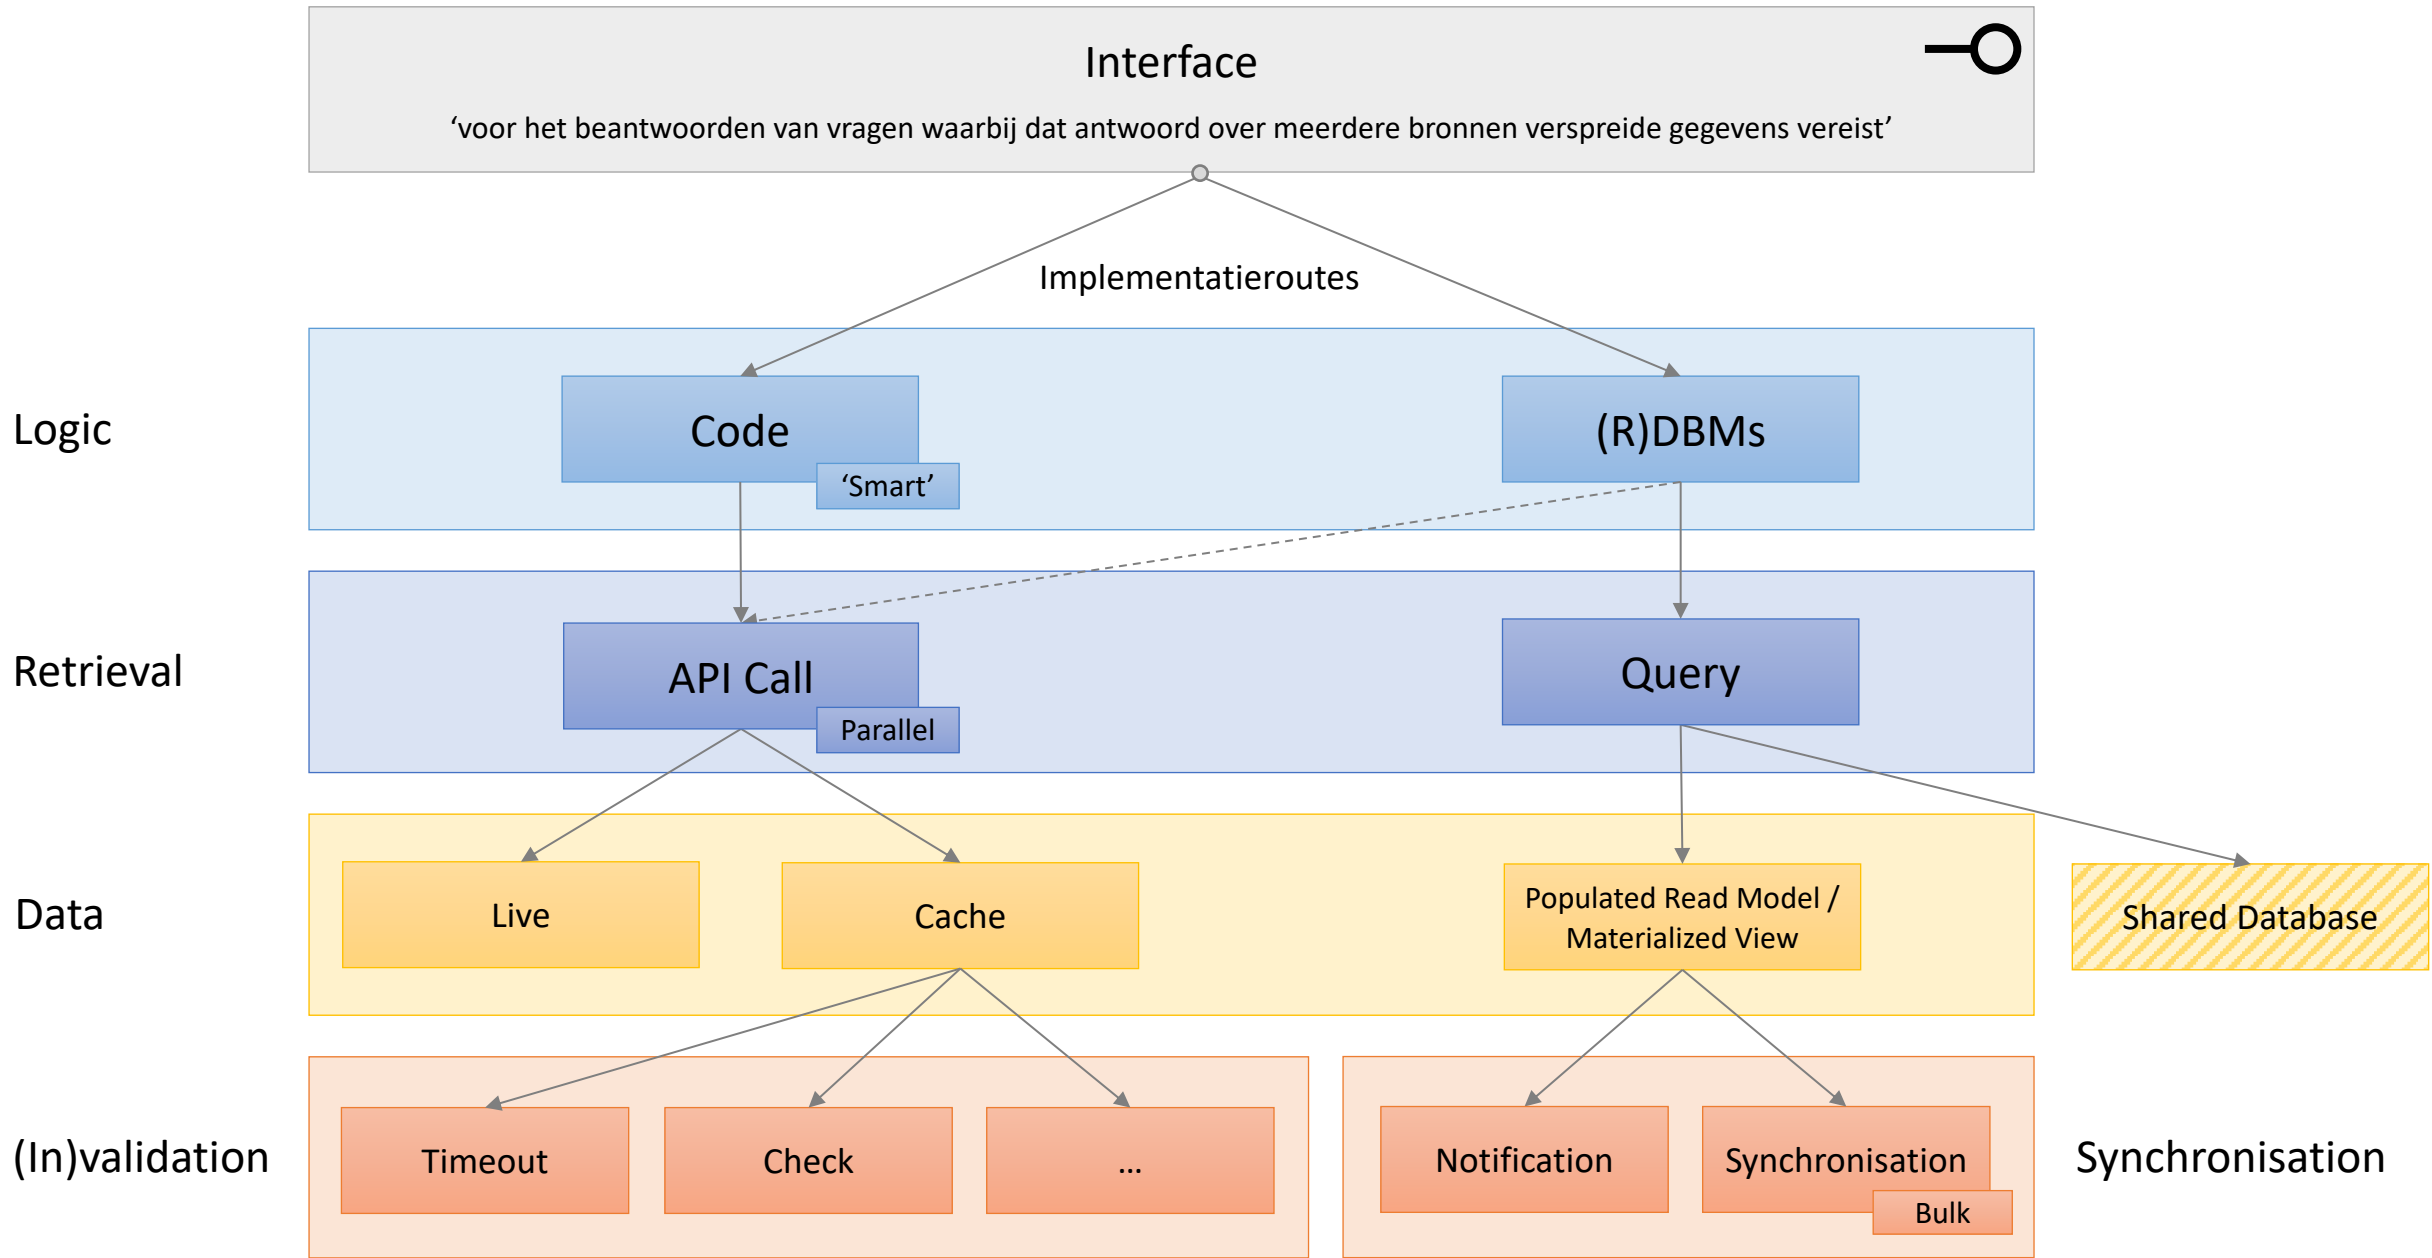 Interface
‘voor het beantwoorden van vragen waarbij dat antwoord over meerdere bronnen verspreide gegevens vereist’
Implementatieroutes
Logic
Code
‘Smart’
(R)DBMs
Retrieval
API Call
Parallel
Query
Data
Live
Cache
Populated Read Model /
Materialized View
Shared Database
(In)validation
Timeout
Check
...
Notification
Synchronisation
Bulk
Synchronisation